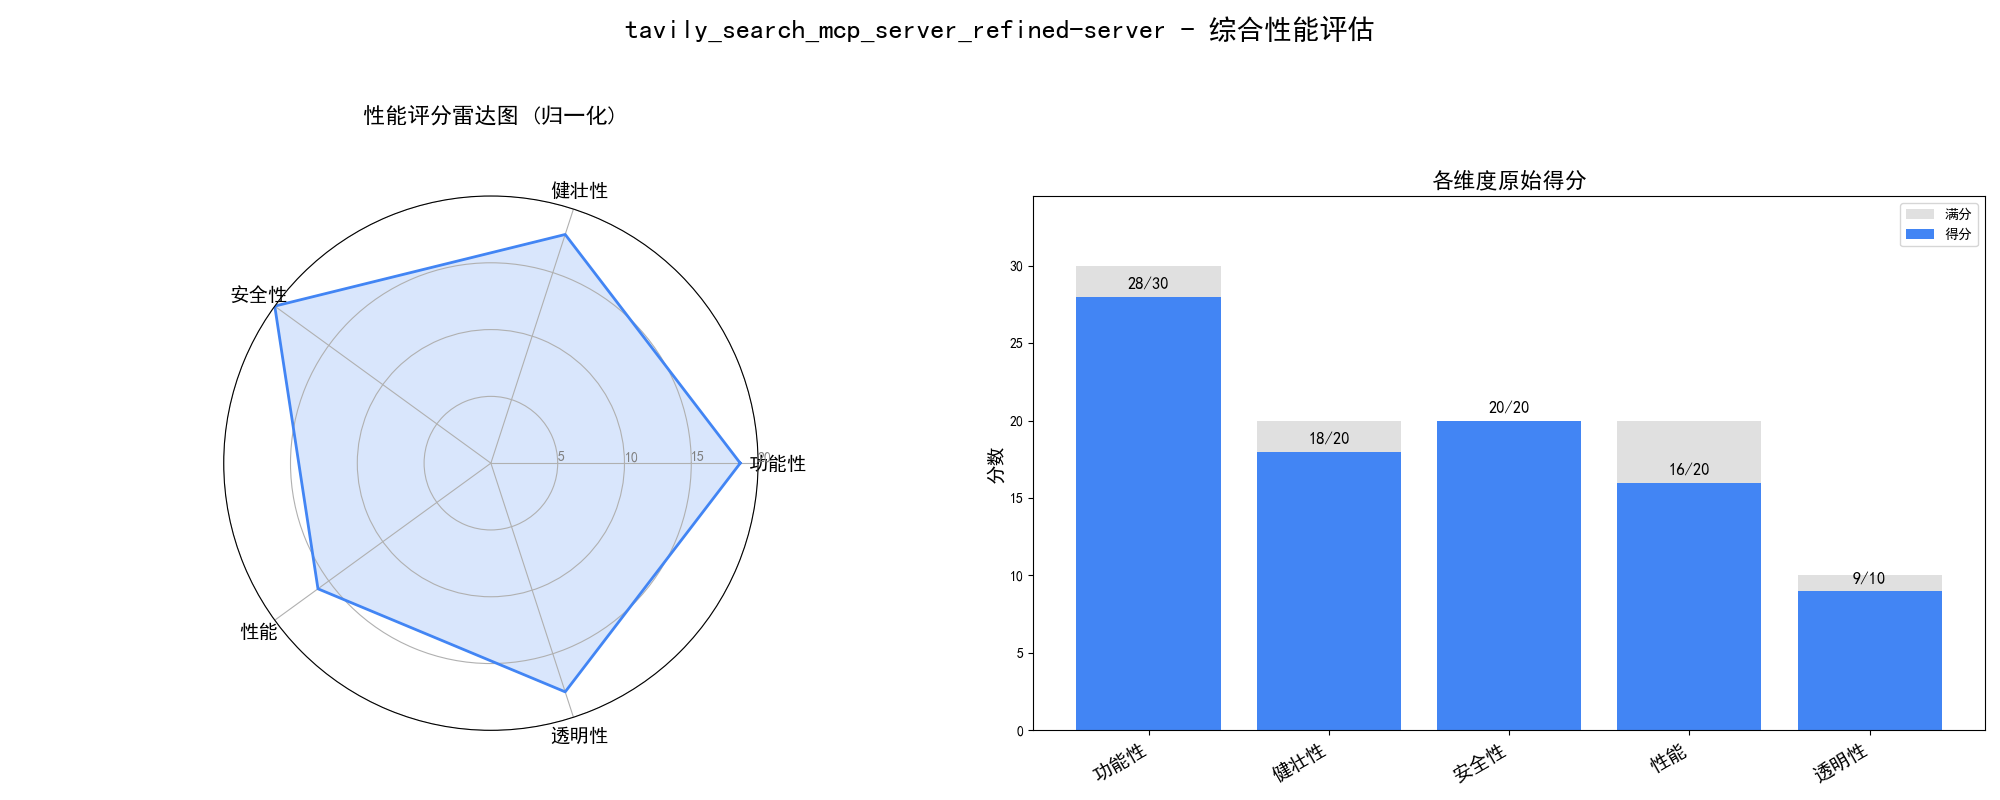 tavily_search_mcp_server_refined-server - 综合性能评估
性能评分雷达图 (归一化)
健壮性
安全性
功能性
性能
透明性
5
10
15
20
各维度原始得分
满分
得分
分数
30
25
20
15
10
5
0
28/30
18/20
20/20
16/20
9/10
功能性
健壮性
安全性
性能
透明性